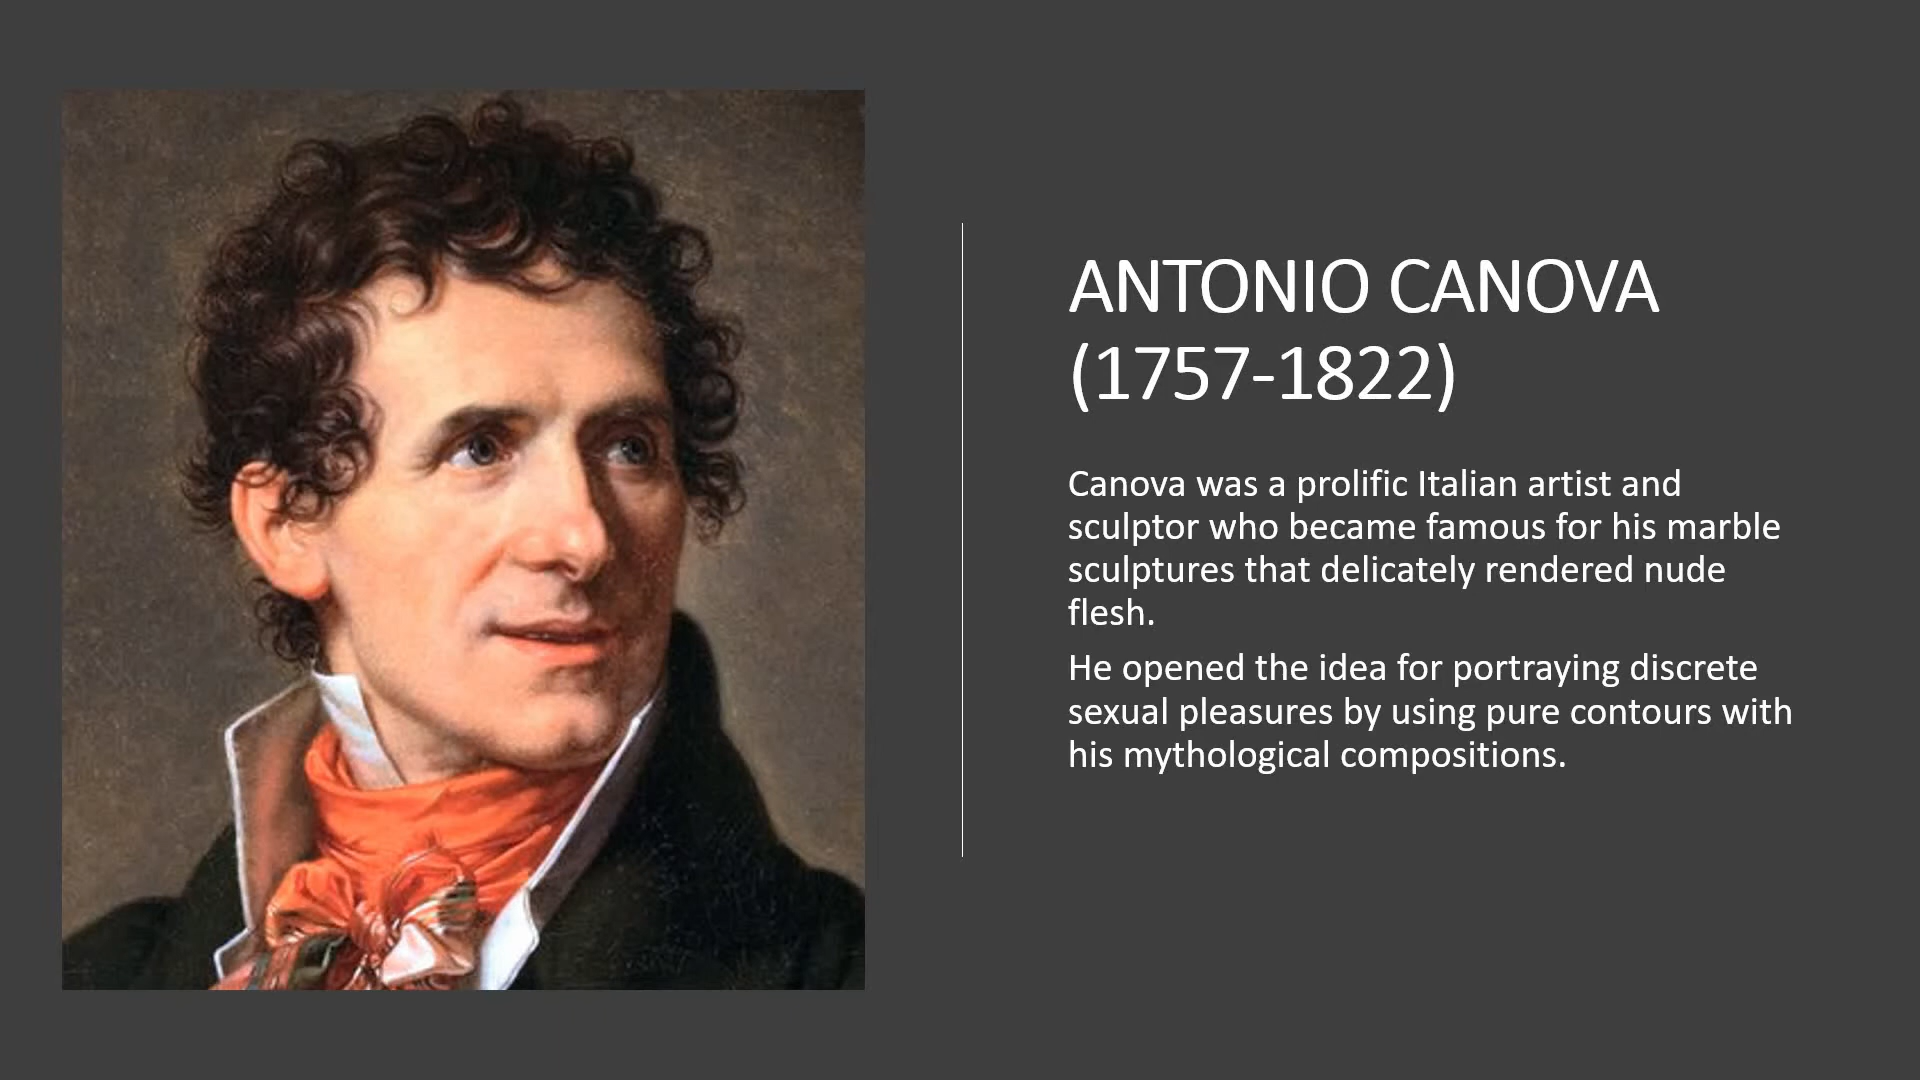 ANTONIO CANOVA
(1757-1822)
Canova was a prolific Italian artist and
sculptor who became famous for his marble
sculptures that delicately rendered nude
flesh.
He opened the idea for portraying discrete
sexual pleasures by using pure contours with
his mythological compositions.